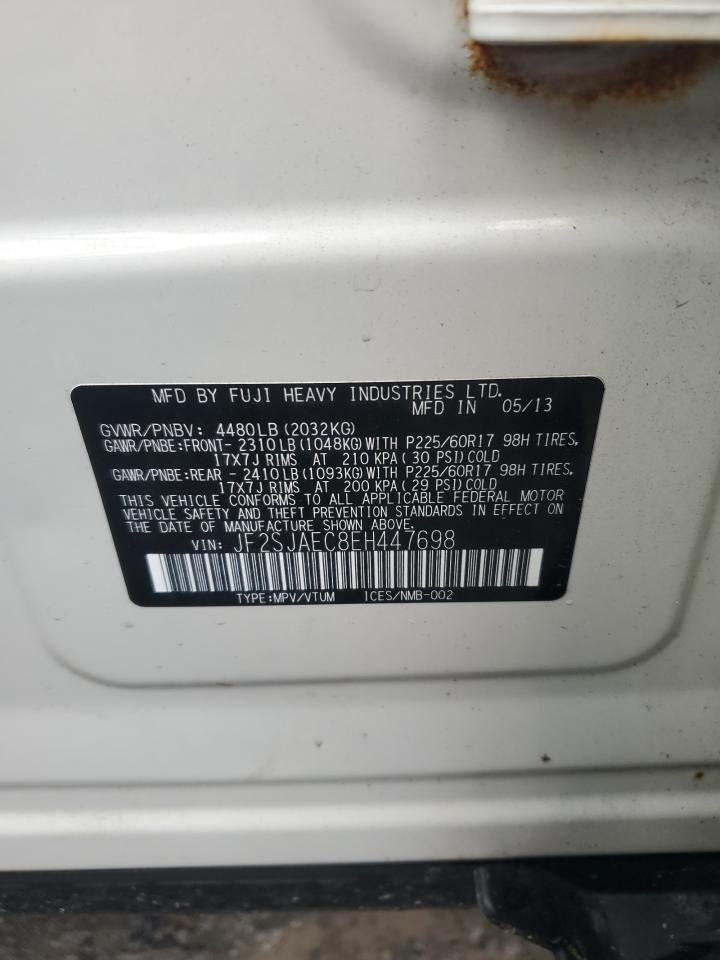 MFD BY FUJI HEAVY INDUSTRIES LTD.
MFD IN 05/13
GVWR/PNBV: 4480LB (2032KG)
GAWR/PNBE:FRONT- 2310LB (1048KG) WITH P225/60R17 98H TIRES,
17X7J RIMS AT 210 KPA ( 30 PSI) COLD
GAWR/PNBE:REAR - 2410LB (1093KG) WITH P225/60R17 98H TIRES,
17X7J RIMS AT 200 KPA ( 29 PSI) COLD
THIS VEHICLE CONFORMS TO ALL APPLICABLE FEDERAL MOTOR
VEHICLE SAFETY AND THEFT PREVENTION STANDARDS IN EFFECT ON
THE DATE OF MANUFACTURE SHOWN ABOVE.
VIN: JF2SJAEC8EH447698
TYPE:MPV/VTUM ICES/NMB-002